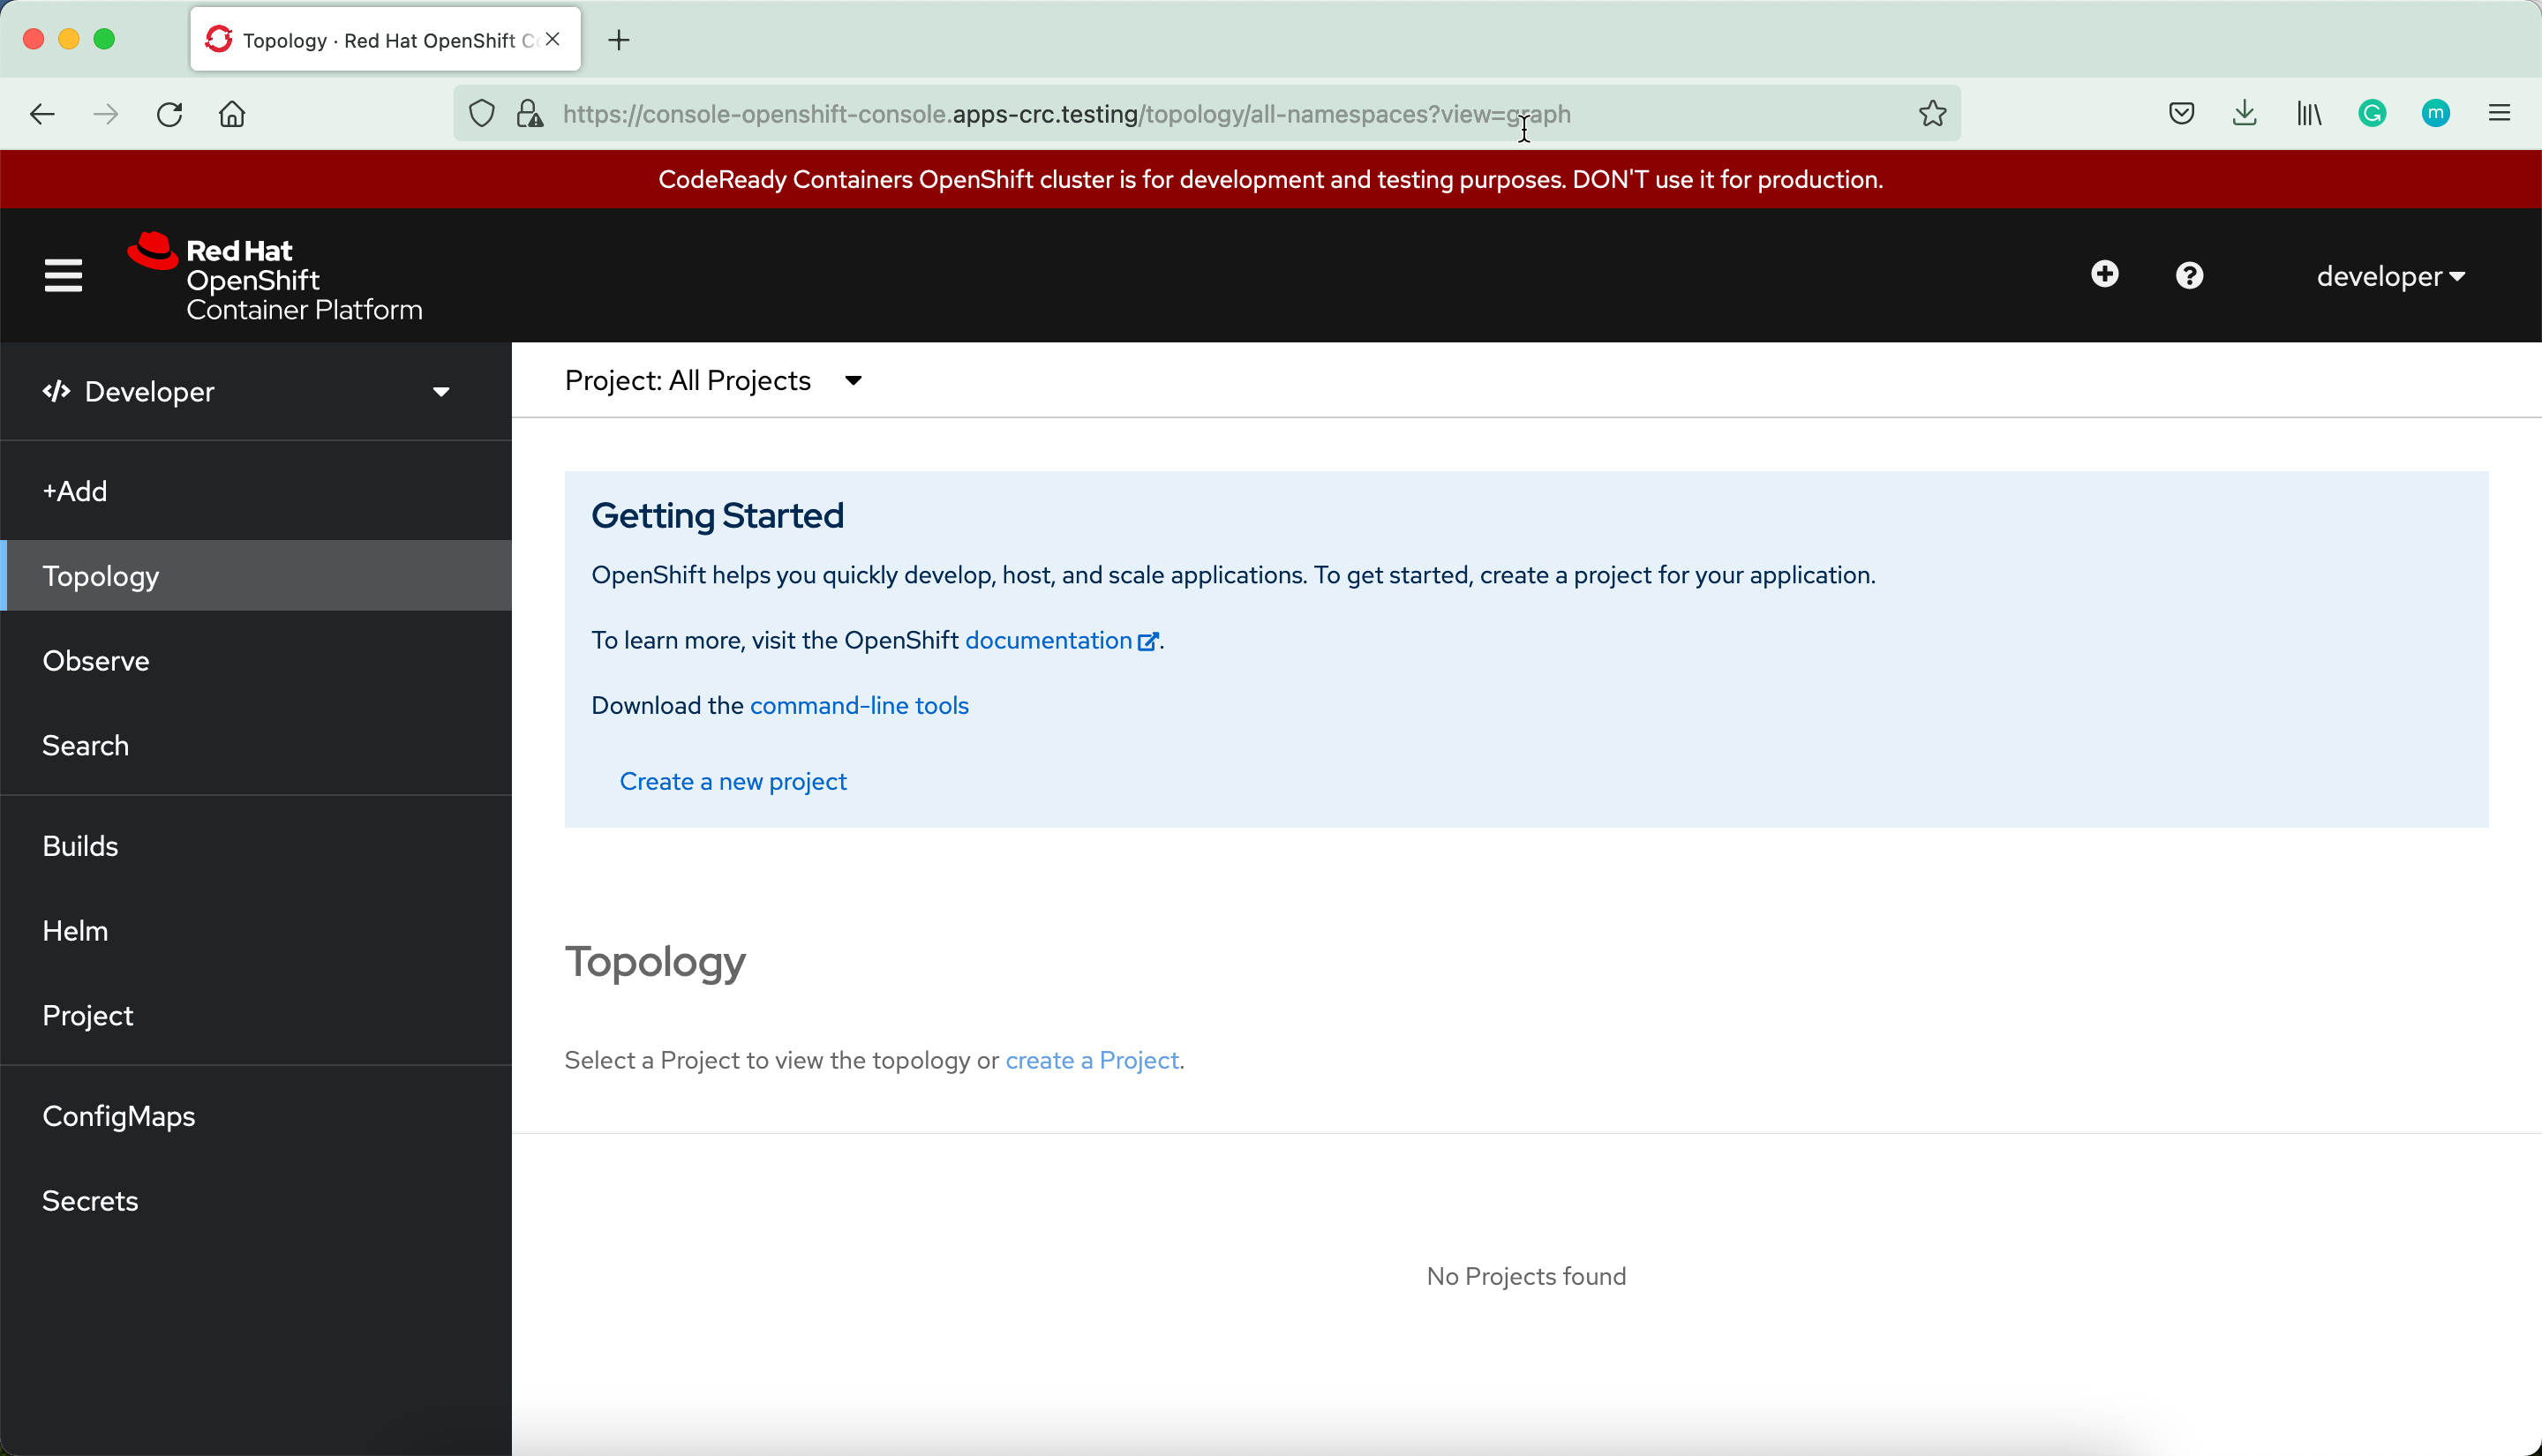 Topology · Red Hat OpenShift Co
https://console-openshift-console.apps-crc.testing/topology/all-namespaces?view=graph
m
CodeReady Containers OpenShift cluster is for development and testing purposes. DON'T use it for production.
Red Hat
OpenShift
Container Platform
developer
Developer
+Add
Topology
Observe
Search
Builds
Helm
Project
ConfigMaps
Secrets
Project: All Projects
Getting Started
OpenShift helps you quickly develop, host, and scale applications. To get started, create a project for your application.
To learn more, visit the OpenShift documentation .
Download the command-line tools
Create a new project
Topology
Select a Project to view the topology or create a Project.
No Projects found